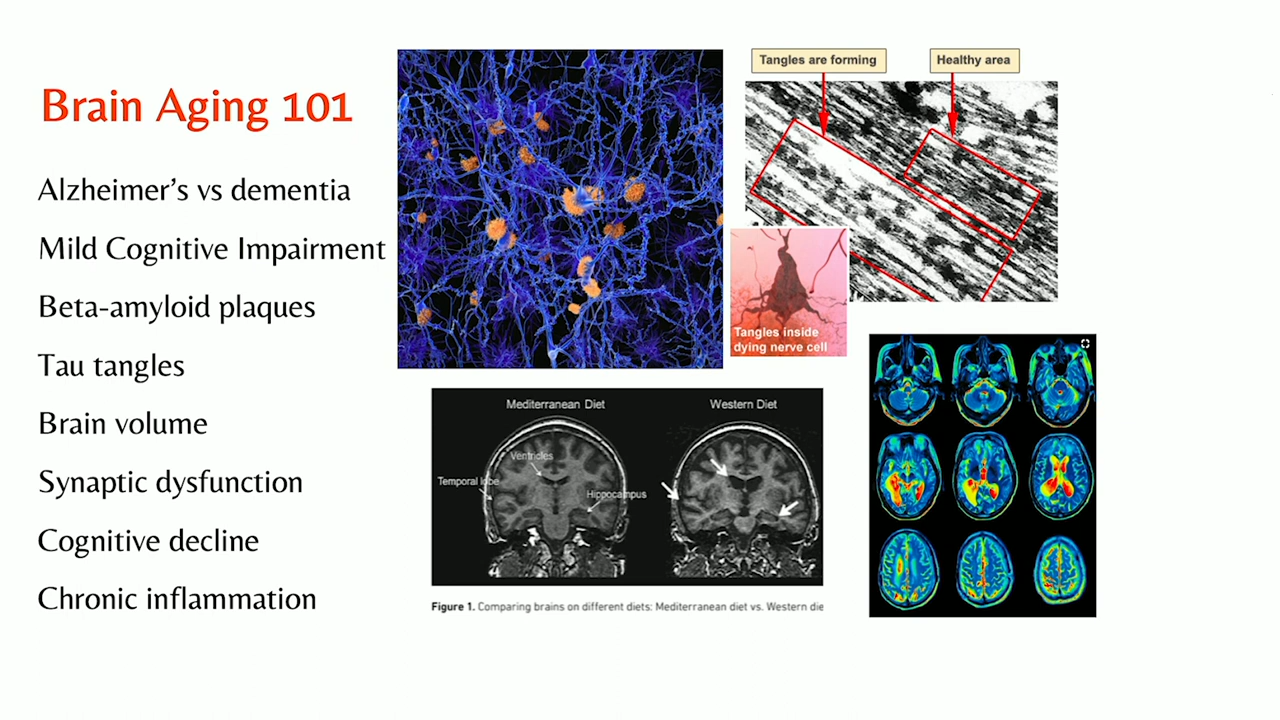 Brain Aging 101
Alzheimer's vs dementia
Mild Cognitive Impairment
Beta-amyloid plaques
Tau tangles
Brain volume
Synaptic dysfunction
Cognitive decline
Chronic inflammation
Tangles are forming
Healthy area
Tangles inside
dying nerve cell
Mediterranean Diet
Western Diet
Ventricles
Temporal lobe
Hippocampus
Figure 1. Comparing brains on different diets: Mediterranean diet vs. Western die